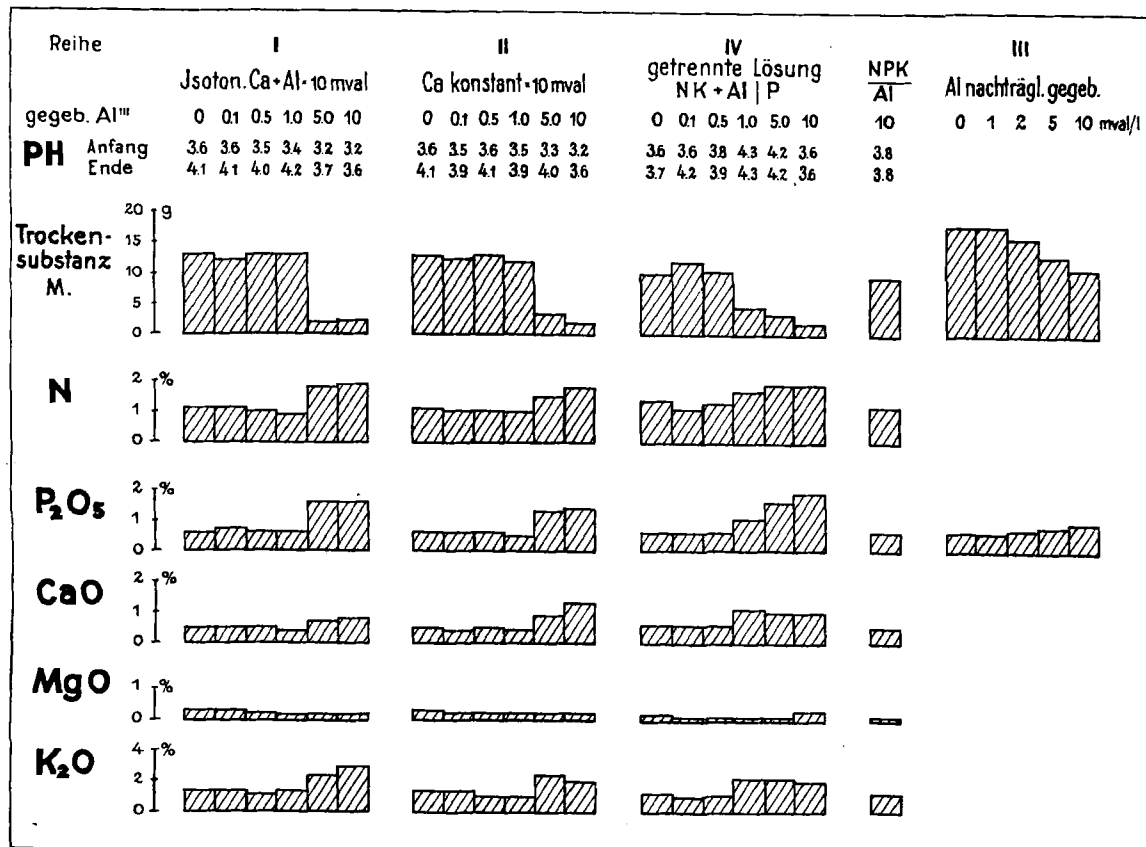 Reihe I II IV III
Jsoton. Ca+Al= 10 mval Ca konstant=10 mval getrennte Lösung NPK Al nachträgl. gegeb.
NK + Al | P Al
gegeb. Al''' 0 0.1 0.5 1.0 5.0 10 0 0.1 0.5 1.0 5.0 10 0 0.1 0.5 1.0 5.0 10 10 0 1 2 5 10 mval/l
PH Anfang 3.6 3.6 3.5 3.4 3.2 3.2 3.6 3.5 3.6 3.5 3.3 3.2 3.6 3.6 3.8 4.3 4.2 3.6 3.8
Ende 4.1 4.1 4.0 4.2 3.7 3.6 4.1 3.9 4.1 3.9 4.0 3.6 3.7 4.2 3.9 4.3 4.2 3.6 3.8
Trocken-
substanz
M.
20 g
15
10
5
0
N
2 %
1
0
P₂O₅
2 %
1
0
CaO
2 %
1
0
MgO
1 %
0
K₂O
4 %
2
0